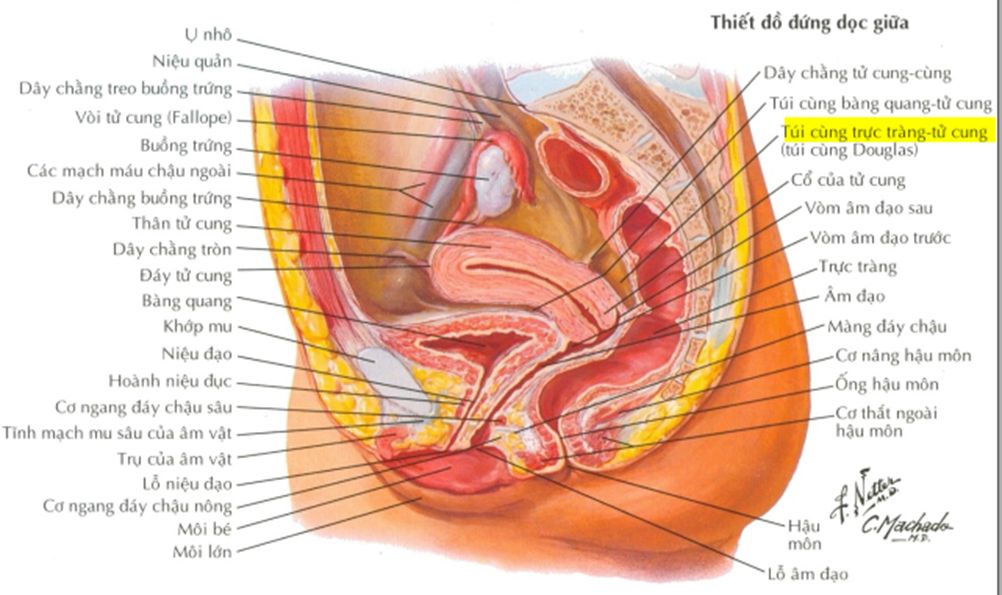 Thiết đồ đứng dọc giữa
Ụ nhô
Niệu quản
Dây chằng treo buồng trứng
Vòi tử cung (Fallope)
Buồng trứng
Các mạch máu chậu ngoài
Dây chằng buồng trứng
Thân tử cung
Dây chằng tròn
Đáy tử cung
Bàng quang
Khớp mu
Niệu đạo
Hoành niệu dục
Cơ ngang đáy chậu sâu
Tĩnh mạch mu sâu của âm vật
Trụ của âm vật
Lỗ niệu đạo
Cơ ngang đáy chậu nông
Môi bé
Môi lớn
Dây chằng tử cung-cùng
Túi cùng bàng quang-tử cung
Túi cùng trực tràng-tử cung
(túi cùng Douglas)
Cổ của tử cung
Vòm âm đạo sau
Vòm âm đạo trước
Trực tràng
Âm đạo
Màng đáy chậu
Cơ nâng hậu môn
Ống hậu môn
Cơ thắt ngoài
hậu môn
Hậu
môn
Lỗ âm đạo
F. Netter
M.D.
C. Machado
M.D.